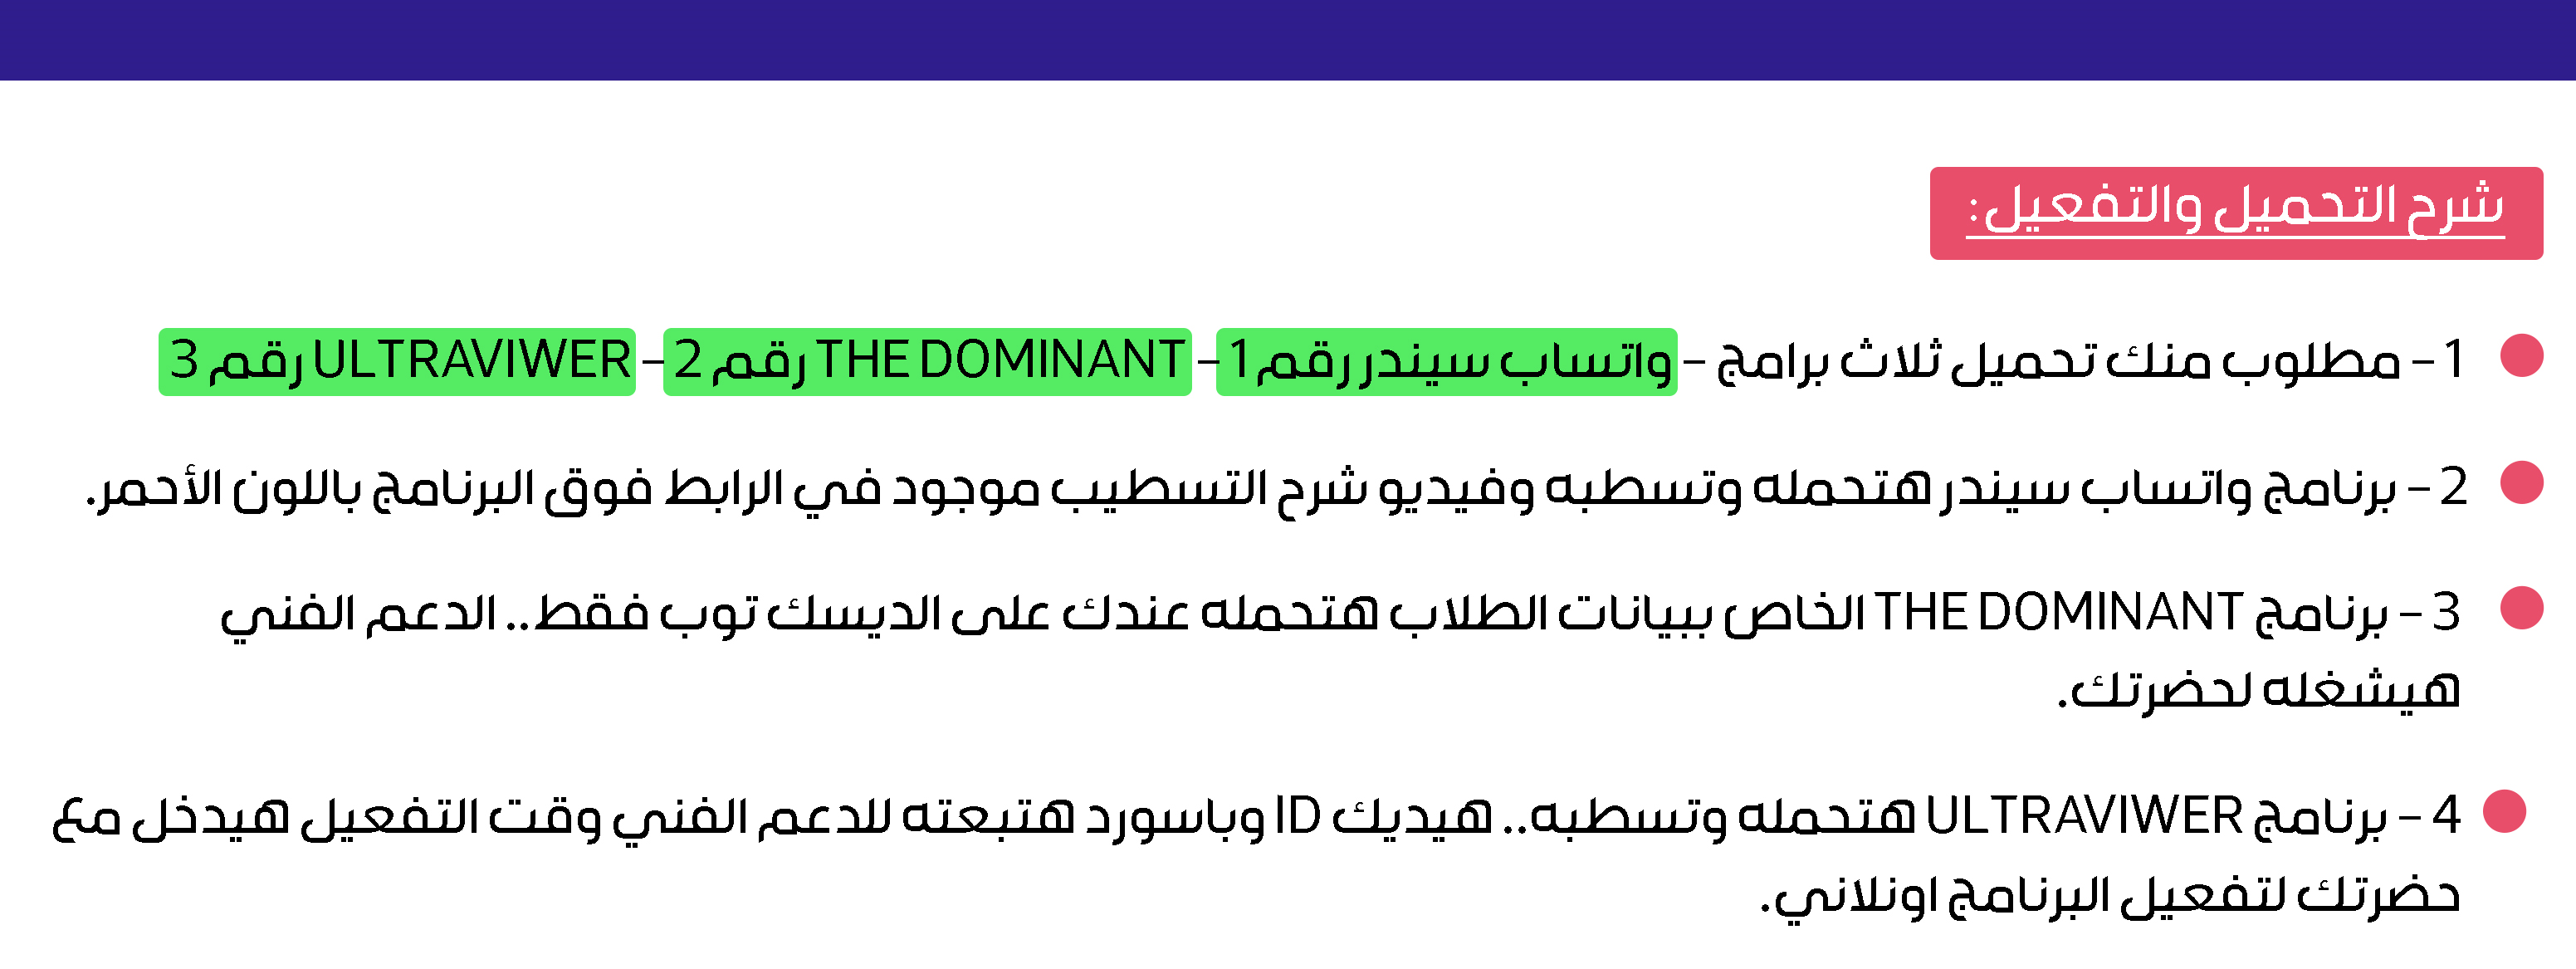 شرح التحميل والتفعيل:
1 - مطلوب منك تحميل ثلاث برامج - واتساب سيندر رقم 1 - THE DOMINANT رقم 2 - ULTRAVIWER رقم 3
2 - برنامج واتساب سيندر هتحمله وتسطبه وفيديو شرح التسطيب موجود في الرابط فوق البرنامج باللون الأحمر.
3 - برنامج THE DOMINANT الخاص ببيانات الطلاب هتحمله عندك على الديسك توب فقط.. الدعم الفني
هيشغله لحضرتك.
4 - برنامج ULTRAVIWER هتحمله وتسطبه.. هيديك ID وباسورد هتبعته للدعم الفني وقت التفعيل هيدخل مع
حضرتك لتفعيل البرنامج اونلاني.